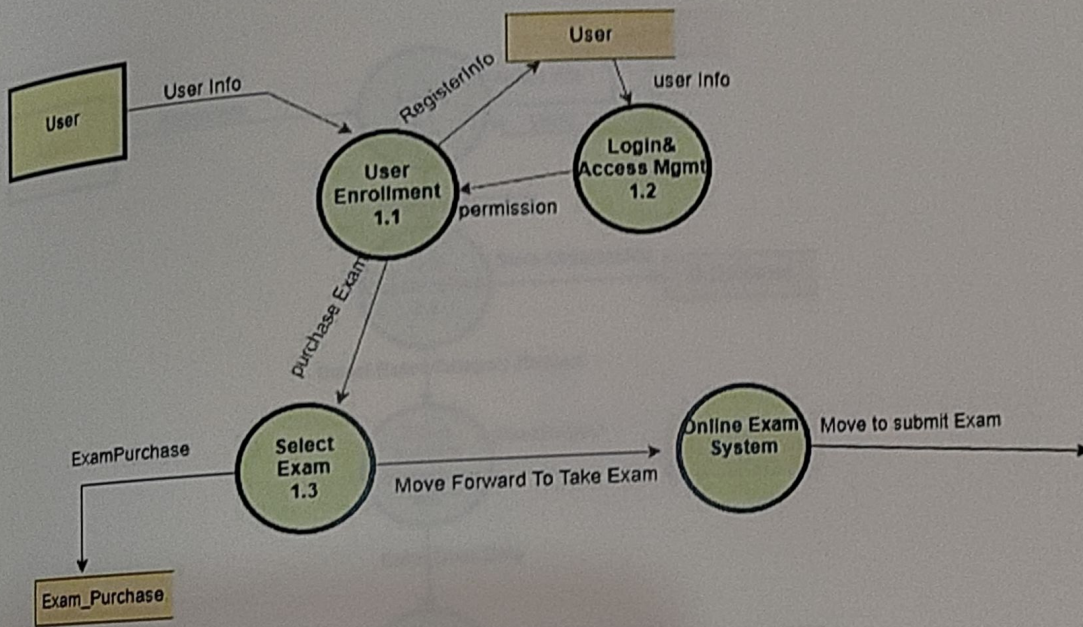 User
User Info
RegisterInfo
user Info
User
User
Enrollment
1.1
Login&
Access Mgmt
1.2
permission
purchase Exam
ExamPurchase
Select
Exam
1.3
Move Forward To Take Exam
Online Exam
System
Move to submit Exam
Exam_Purchase